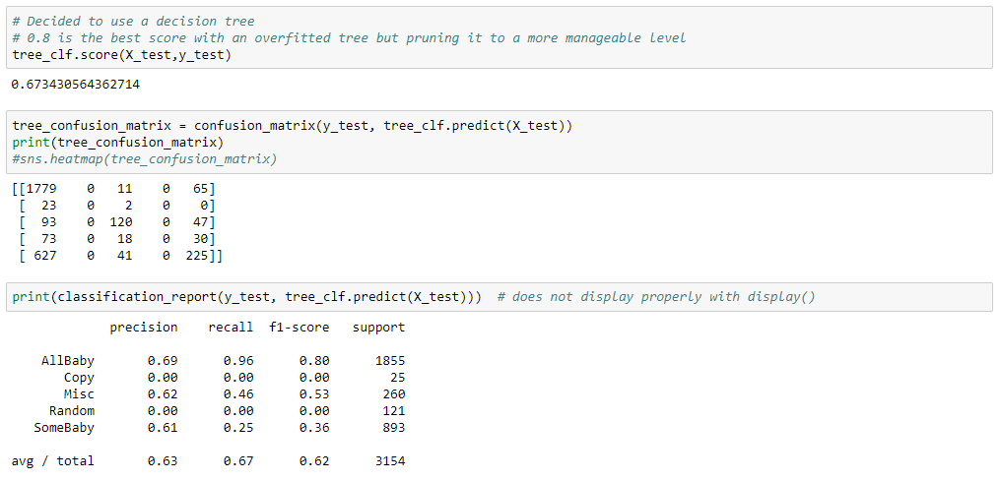 # Decided to use a decision tree
# 0.8 is the best score with an overfitted tree but pruning it to a more manageable level
tree_clf.score(X_test,y_test)
0.673430564362714
tree_confusion_matrix = confusion_matrix(y_test, tree_clf.predict(X_test))
print(tree_confusion_matrix)
#sns.heatmap(tree_confusion_matrix)
[[1779    0   11    0   65]
 [  23    0    2    0    0]
 [  93    0  120    0   47]
 [  73    0   18    0   30]
 [ 627    0   41    0  225]]
print(classification_report(y_test, tree_clf.predict(X_test)))  # does not display properly with display()
             precision    recall  f1-score   support
    AllBaby       0.69      0.96      0.80      1855
       Copy       0.00      0.00      0.00        25
       Misc       0.62      0.46      0.53       260
     Random       0.00      0.00      0.00       121
   SomeBaby       0.61      0.25      0.36       893
avg / total       0.63      0.67      0.62      3154